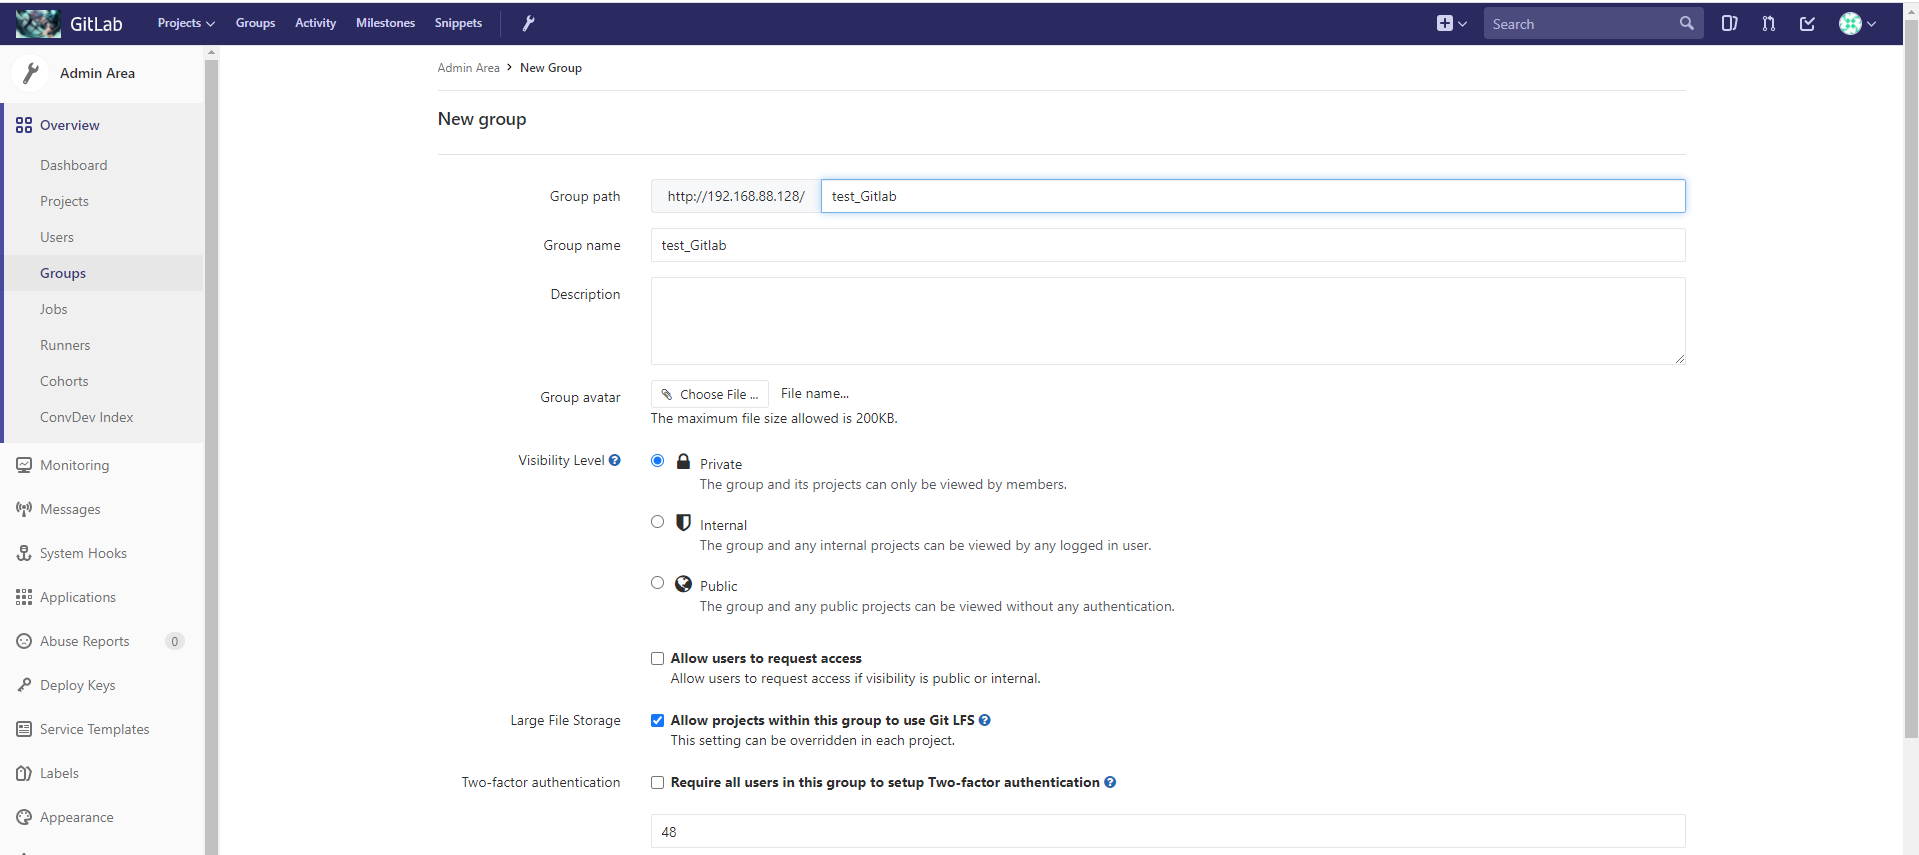 GitLab Projects Groups Activity Milestones Snippets Search
Admin Area
Overview
Dashboard
Projects
Users
Groups
Jobs
Runners
Cohorts
ConvDev Index
Monitoring
Messages
System Hooks
Applications
Abuse Reports 0
Deploy Keys
Service Templates
Labels
Appearance
Admin Area New Group
New group
Group path http://192.168.88.128/ test_Gitlab
Group name test_Gitlab
Description
Group avatar Choose File ... File name...
The maximum file size allowed is 200KB.
Visibility Level Private
The group and its projects can only be viewed by members.
Internal
The group and any internal projects can be viewed by any logged in user.
Public
The group and any public projects can be viewed without any authentication.
Allow users to request access
Allow users to request access if visibility is public or internal.
Large File Storage Allow projects within this group to use Git LFS
This setting can be overridden in each project.
Two-factor authentication Require all users in this group to setup Two-factor authentication
48